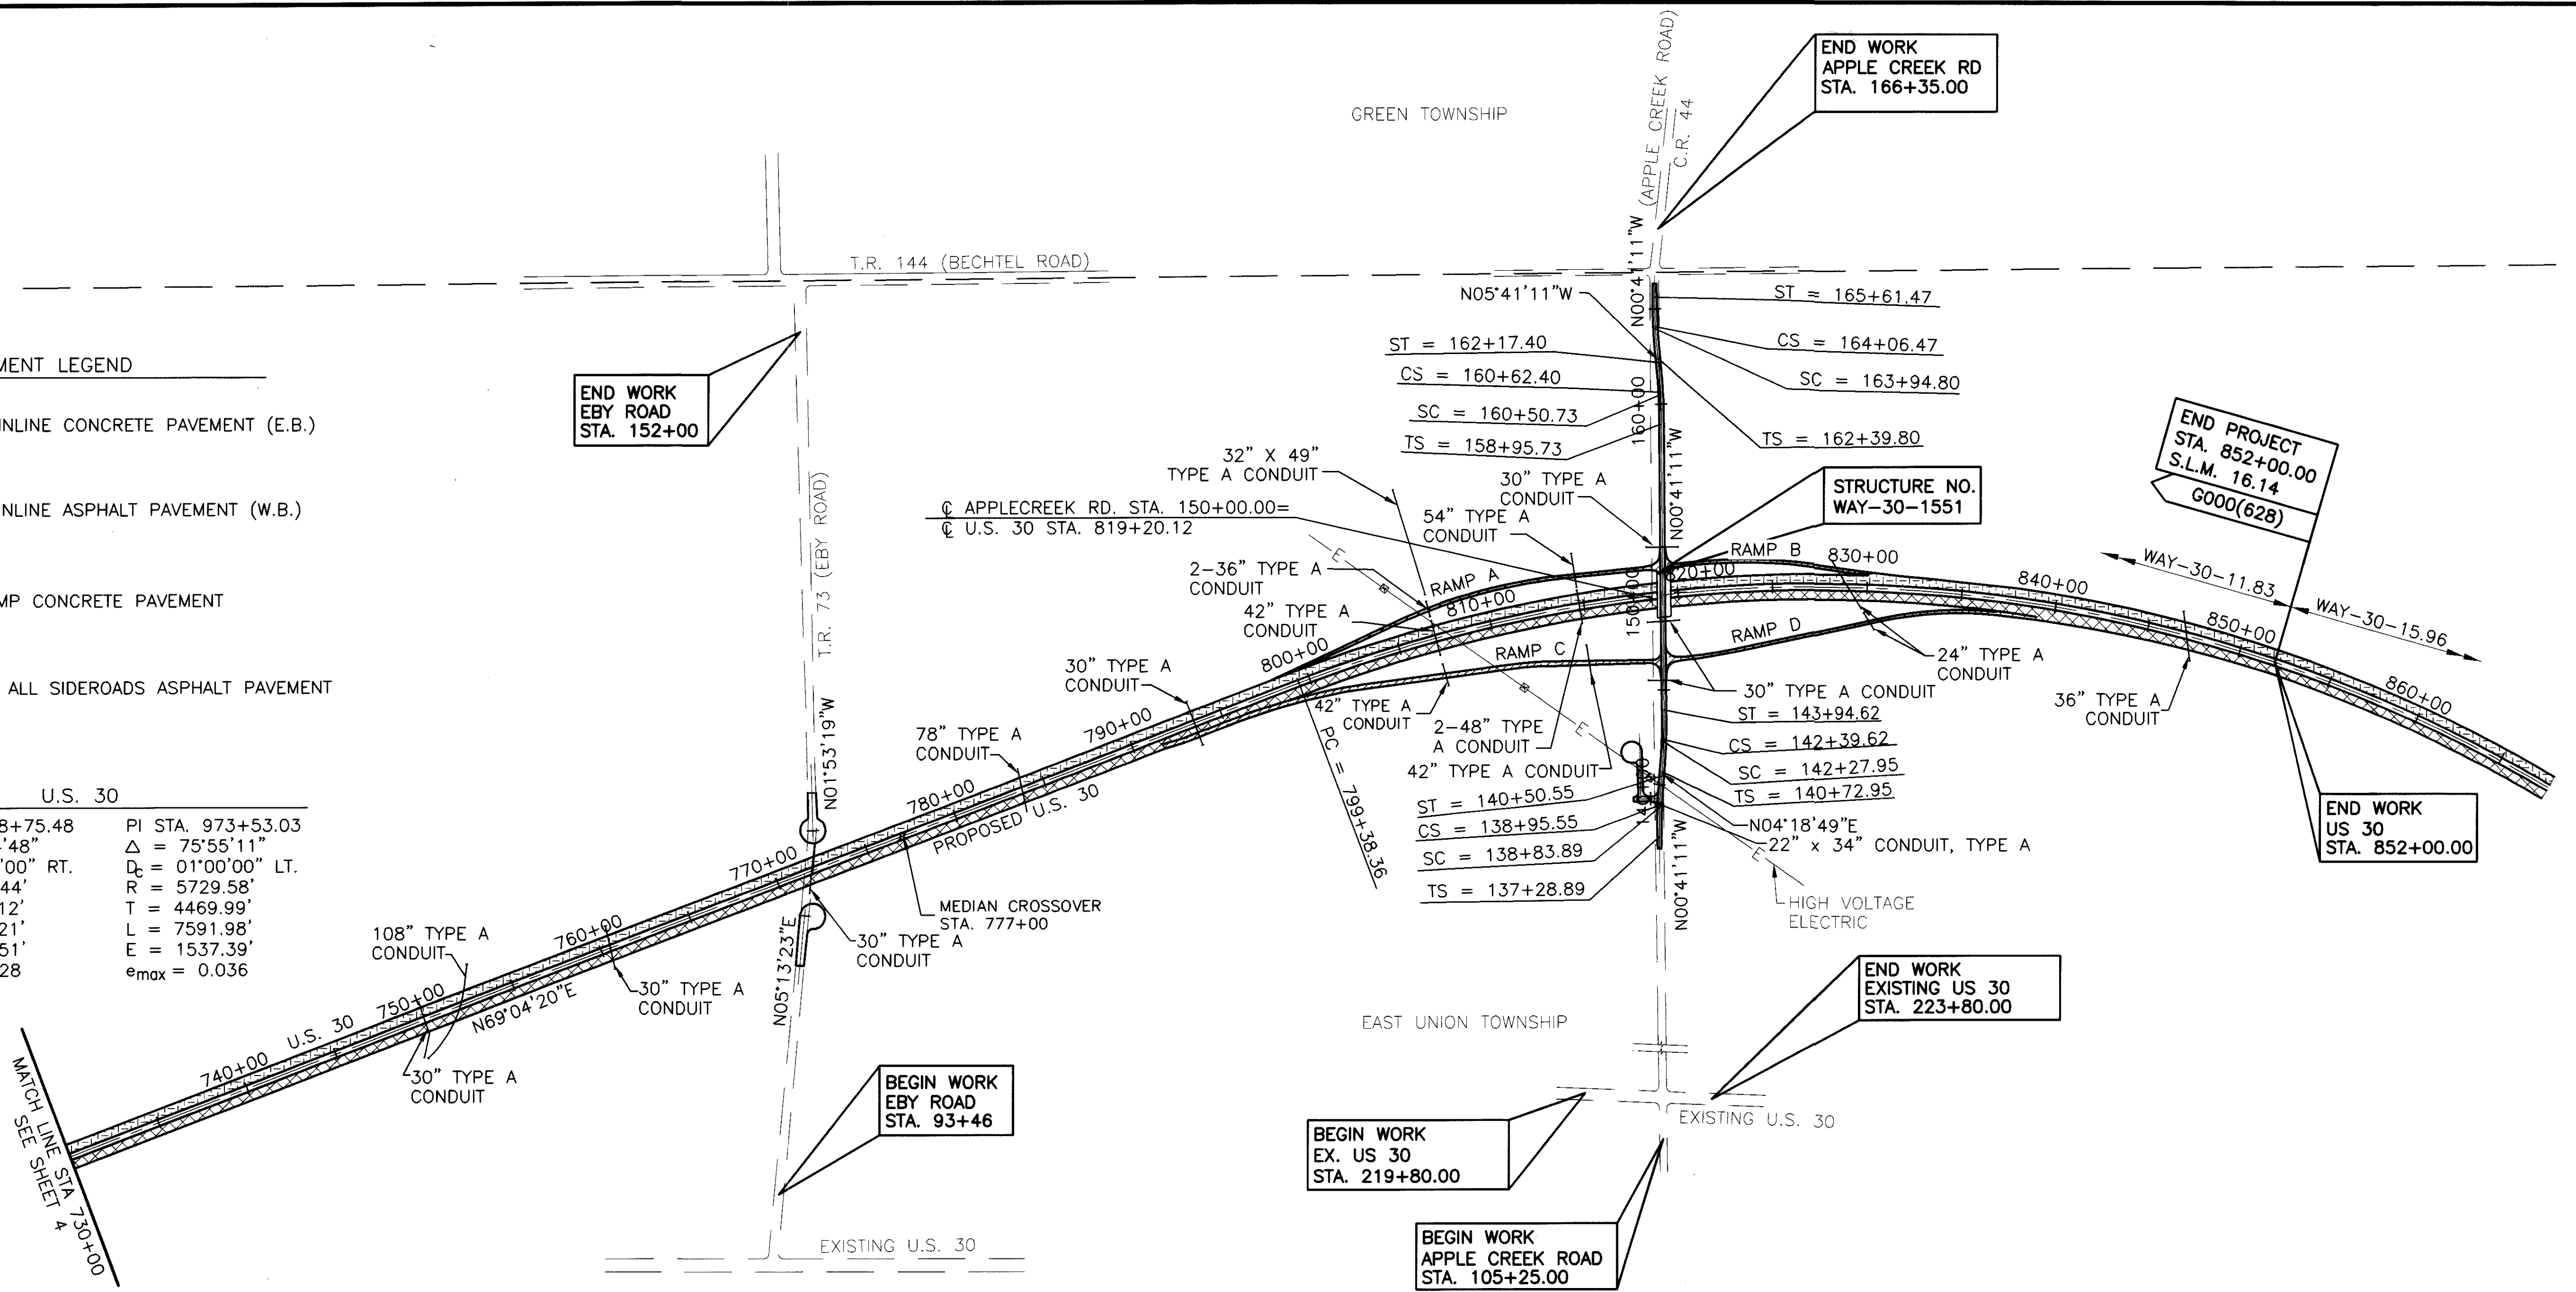 END WORK
APPLE CREEK RD
STA. 166+35.00
GREEN TOWNSHIP
(APPLE CREEK ROAD)
C.R. 44
T.R. 144 (BECHTEL ROAD)
N00°41'11"W
N05°41'11"W
ST = 165+61.47
CS = 164+06.47
SC = 163+94.80
TS = 162+39.80
ST = 162+17.40
CS = 160+62.40
SC = 160+50.73
TS = 158+95.73
160+00
N00°41'11"W
MENT LEGEND
INLINE CONCRETE PAVEMENT (E.B.)
INLINE ASPHALT PAVEMENT (W.B.)
MP CONCRETE PAVEMENT
ALL SIDEROADS ASPHALT PAVEMENT
END WORK
EBY ROAD
STA. 152+00
T.R. 73 (EBY ROAD)
N01°53'19"W
32" X 49"
TYPE A CONDUIT
30" TYPE A
CONDUIT
54" TYPE A
CONDUIT
℄ APPLECREEK RD. STA. 150+00.00=
℄ U.S. 30 STA. 819+20.12
STRUCTURE NO.
WAY-30-1551
END PROJECT
STA. 852+00.00
S.L.M. 16.14
G000(628)
WAY-30-11.83
WAY-30-15.96
2-36" TYPE A
CONDUIT
42" TYPE A
CONDUIT
30" TYPE A
CONDUIT
78" TYPE A
CONDUIT
E
RAMP A
RAMP B
RAMP C
RAMP D
150+00
740+00
750+00
760+00
770+00
780+00
790+00
800+00
810+00
820+00
830+00
840+00
850+00
860+00
24" TYPE A
CONDUIT
36" TYPE A
CONDUIT
30" TYPE A CONDUIT
42" TYPE A
CONDUIT
2-48" TYPE
A CONDUIT
42" TYPE A CONDUIT
E
PC = 799+38.36
ST = 143+94.62
CS = 142+39.62
SC = 142+27.95
TS = 140+72.95
ST = 140+50.55
CS = 138+95.55
SC = 138+83.89
TS = 137+28.89
N04°18'49"E
22" x 34" CONDUIT, TYPE A
E
N00°41'11"W
HIGH VOLTAGE
ELECTRIC
END WORK
US 30
STA. 852+00.00
U.S. 30
8+75.48 PI STA. 973+53.03
'48" Δ = 75°55'11"
'00" RT. Dc = 01°00'00" LT.
44' R = 5729.58'
12' T = 4469.99'
21' L = 7591.98'
51' E = 1537.39'
28 emax = 0.036
PROPOSED U.S. 30
MEDIAN CROSSOVER
STA. 777+00
30" TYPE A
CONDUIT
N05°13'23"E
108" TYPE A
CONDUIT
30" TYPE A
CONDUIT
U.S. 30
N69°04'20"E
30" TYPE A
CONDUIT
MATCH LINE STA 730+00
SEE SHEET 4
BEGIN WORK
EBY ROAD
STA. 93+46
EXISTING U.S. 30
EAST UNION TOWNSHIP
END WORK
EXISTING US 30
STA. 223+80.00
EXISTING U.S. 30
BEGIN WORK
EX. US 30
STA. 219+80.00
BEGIN WORK
APPLE CREEK ROAD
STA. 105+25.00